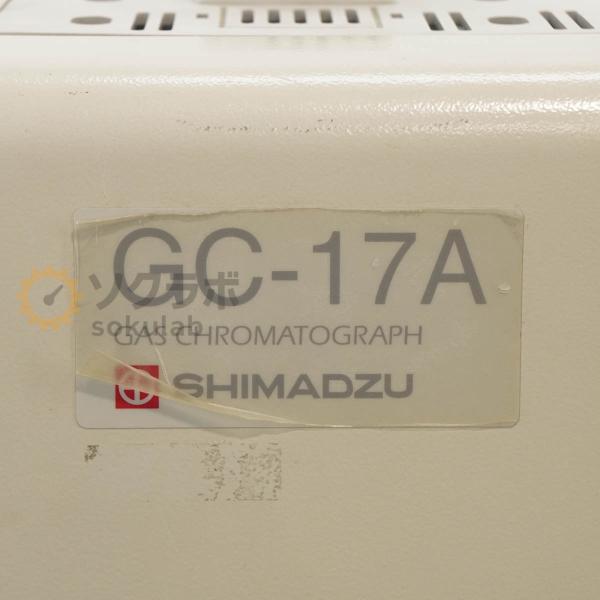 GC-17A
ソクラボ
sokulab
GAS CHROMATOGRAPH
SHIMADZU